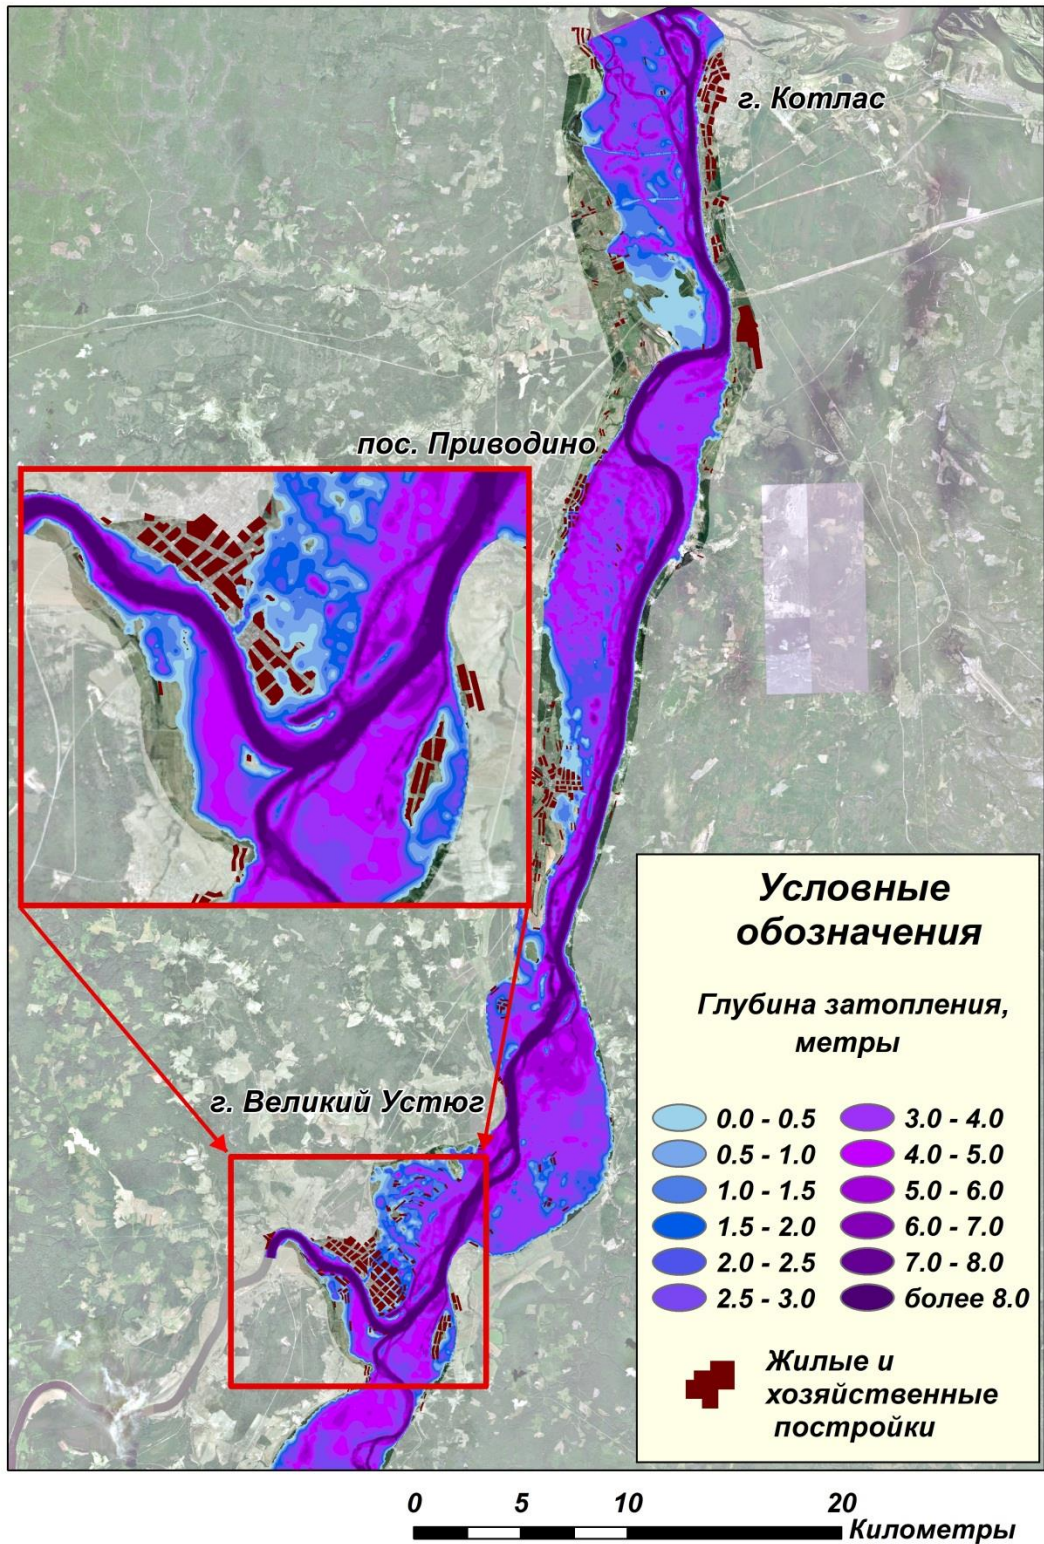 г. Котлас
пос. Приводино
г. Великий Устюг
Условные
обозначения
Глубина затопления,
метры
0.0 - 0.5
0.5 - 1.0
1.0 - 1.5
1.5 - 2.0
2.0 - 2.5
2.5 - 3.0
3.0 - 4.0
4.0 - 5.0
5.0 - 6.0
6.0 - 7.0
7.0 - 8.0
более 8.0
Жилые и
хозяйственные
постройки
0 5 10 20
Километры